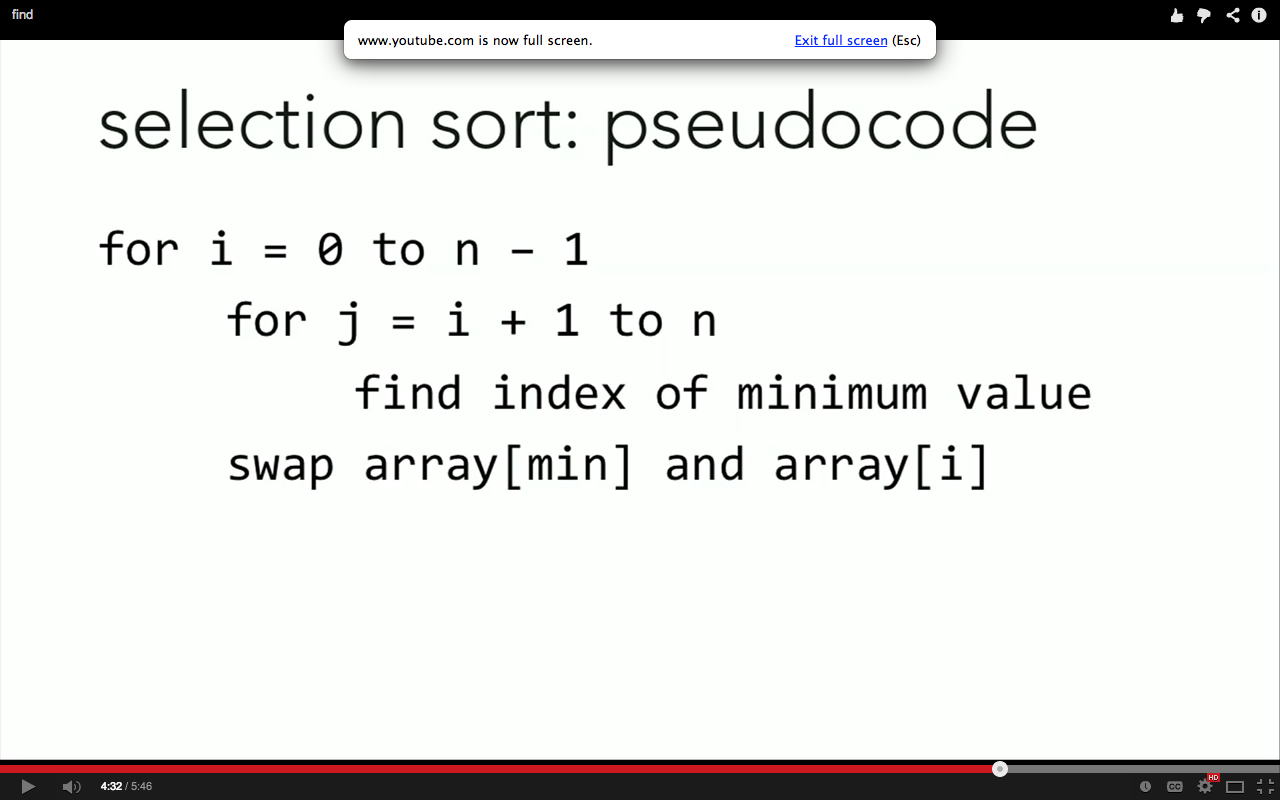 find
www.youtube.com is now full screen. Exit full screen (Esc)
selection sort: pseudocode
for i = 0 to n – 1
for j = i + 1 to n
find index of minimum value
swap array[min] and array[i]
4:32 / 5:46
CC
HD